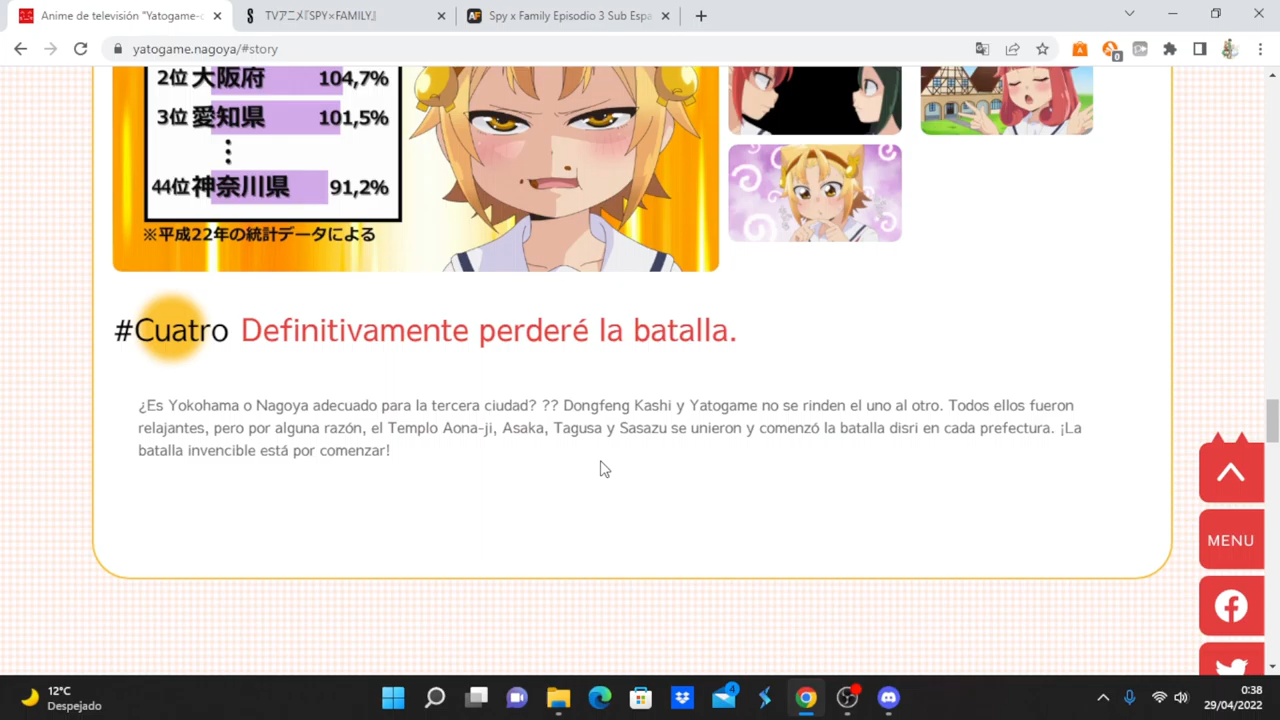 Anime de televisión "Yatogame-c
TVアニメ『SPY×FAMILY』
Spy x Family Episodio 3 Sub Espa
yatogame.nagoya/#story
0
2位 大阪府 104,7%
3位 愛知県 101,5%
44位 神奈川県 91,2%
※平成22年の統計データによる
#Cuatro Definitivamente perderé la batalla.
¿Es Yokohama o Nagoya adecuado para la tercera ciudad? ?? Dongfeng Kashi y Yatogame no se rinden el uno al otro. Todos ellos fueron
relajantes, pero por alguna razón, el Templo Aona-ji, Asaka, Tagusa y Sasazu se unieron y comenzó la batalla disri en cada prefectura. ¡La
batalla invencible está por comenzar!
MENU
12°C
Despejado
4
0:38
29/04/2022